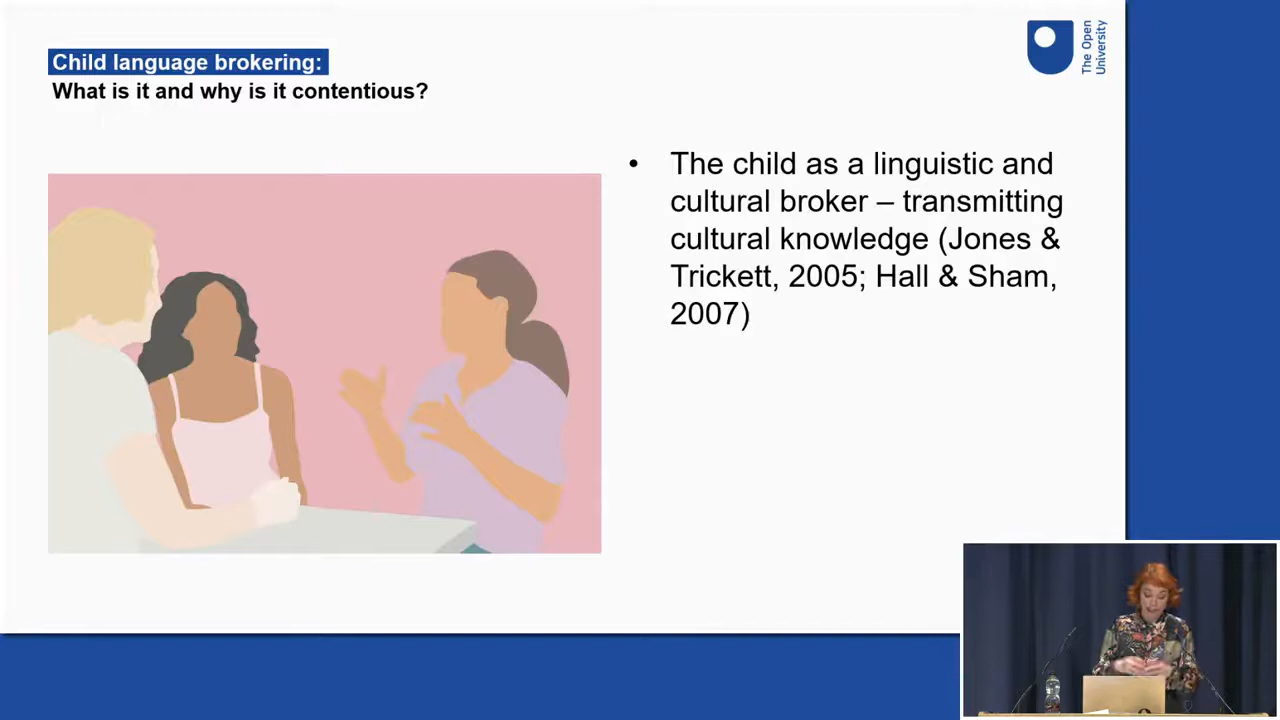 Child language brokering:
What is it and why is it contentious?
The Open
University
• The child as a linguistic and
cultural broker – transmitting
cultural knowledge (Jones &
Trickett, 2005; Hall & Sham,
2007)